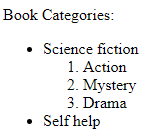 Book Categories:
• Science fiction
1. Action
2. Mystery
3. Drama
• Self help